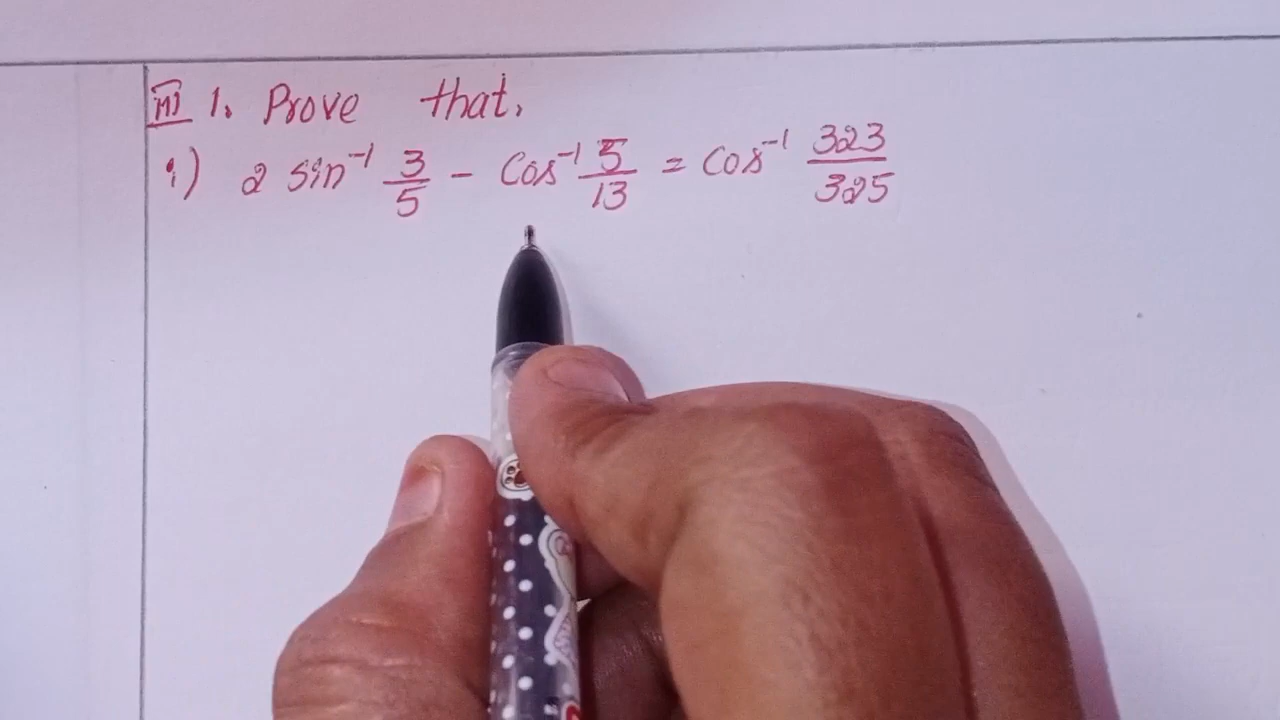 III 1. Prove that,
i) 2 sin⁻¹ 3/5 - Cos⁻¹ 5/13 = Cos⁻¹ 323/325